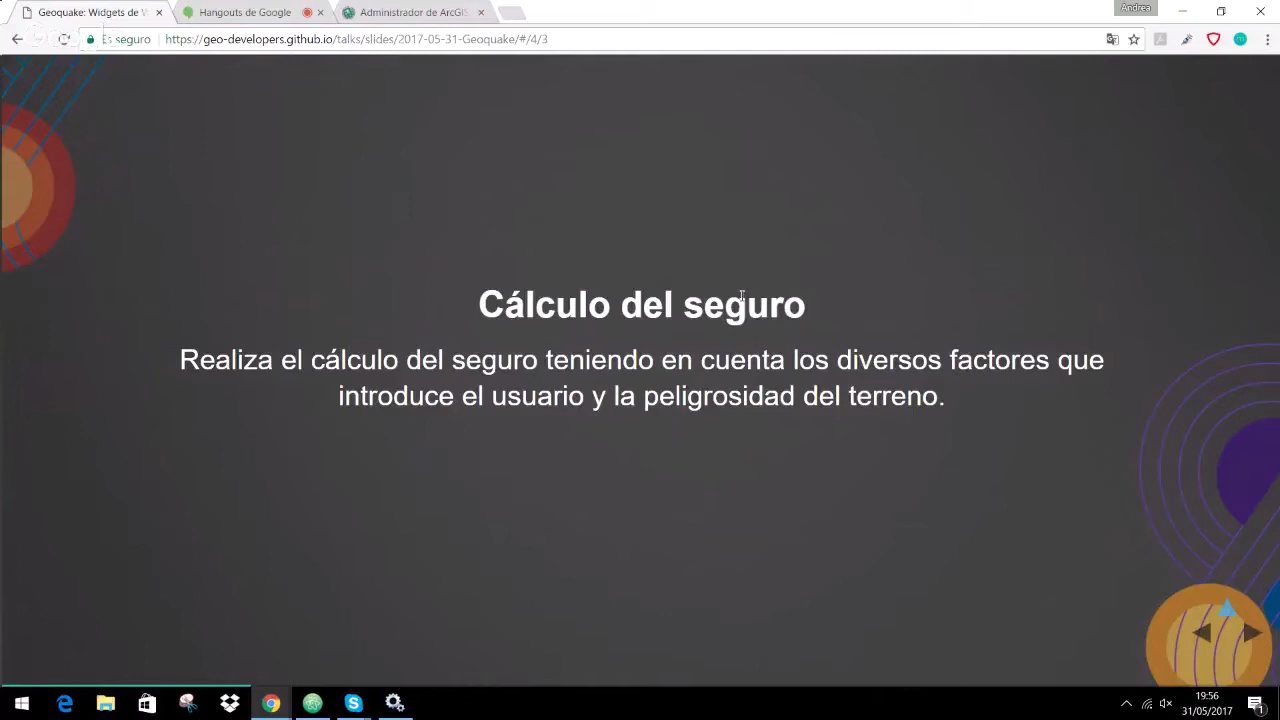 Geoquake: Widgets de W
Hangouts de Google
Administrador de ArcGIS
Andrea
seguro
https://geo-developers.github.io/talks/slides/2017-05-31-Geoquake/#/4/3
Cálculo del seguro
Realiza el cálculo del seguro teniendo en cuenta los diversos factores que
introduce el usuario y la peligrosidad del terreno.
19:56
31/05/2017
1